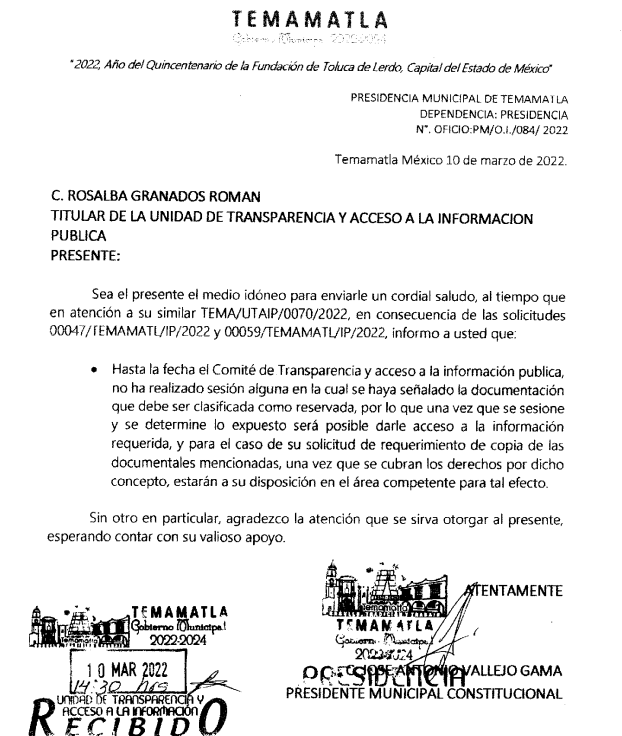 TEMAMATLA
Gobierno Municipal 2022-2024
"2022, Año del Quincentenario de la Fundación de Toluca de Lerdo, Capital del Estado de México"
PRESIDENCIA MUNICIPAL DE TEMAMATLA
DEPENDENCIA: PRESIDENCIA
N°. OFICIO:PM/O.I./084/ 2022
Temamatla México 10 de marzo de 2022.
C. ROSALBA GRANADOS ROMAN
TITULAR DE LA UNIDAD DE TRANSPARENCIA Y ACCESO A LA INFORMACION
PUBLICA
PRESENTE:
Sea el presente el medio idóneo para enviarle un cordial saludo, al tiempo que
en atención a su similar TEMA/UTAIP/0070/2022, en consecuencia de las solicitudes
00047/TEMAMATL/IP/2022 y 00059/TEMAMATL/IP/2022, informo a usted que:
• Hasta la fecha el Comité de Transparencia y acceso a la información publica,
no ha realizado sesión alguna en la cual se haya señalado la documentación
que debe ser clasificada como reservada, por lo que una vez que se sesione
y se determine lo expuesto será posible darle acceso a la información
requerida, y para el caso de su solicitud de requerimiento de copia de las
documentales mencionadas, una vez que se cubran los derechos por dicho
concepto, estarán a su disposición en el área competente para tal efecto.
Sin otro en particular, agradezco la atención que se sirva otorgar al presente,
esperando contar con su valioso apoyo.
ATENTAMENTE
Temamatla
TEMAMATLA
Gobierno Municipal
2022-2024
PRESIDENCIA
JOSE ANTONIO VALLEJO GAMA
PRESIDENTE MUNICIPAL CONSTITUCIONAL
Temamatla
TEMAMATLA
Gobierno Municipal
2022-2024
10 MAR 2022
14:30 hrs
UNIDAD DE TRANSPARENCIA Y
ACCESO A LA INFORMACIÓN
RECIBIDO